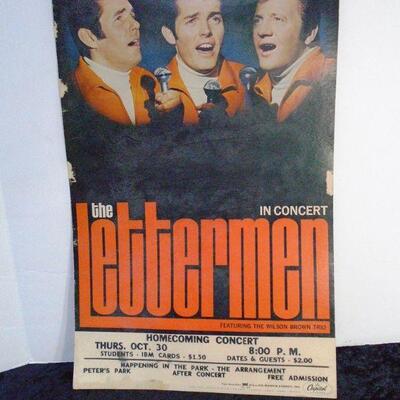 the
IN CONCERT
Lettermen
FEATURING THE WILSON BROWN TRIO
HOMECOMING CONCERT
THURS. OCT. 30 8:00 P. M.
STUDENTS - IBM CARDS - $1.50 DATES & GUESTS - $2.00
HAPPENING IN THE PARK - THE ARRANGEMENT
PETER'S PARK AFTER CONCERT FREE ADMISSION
Capitol